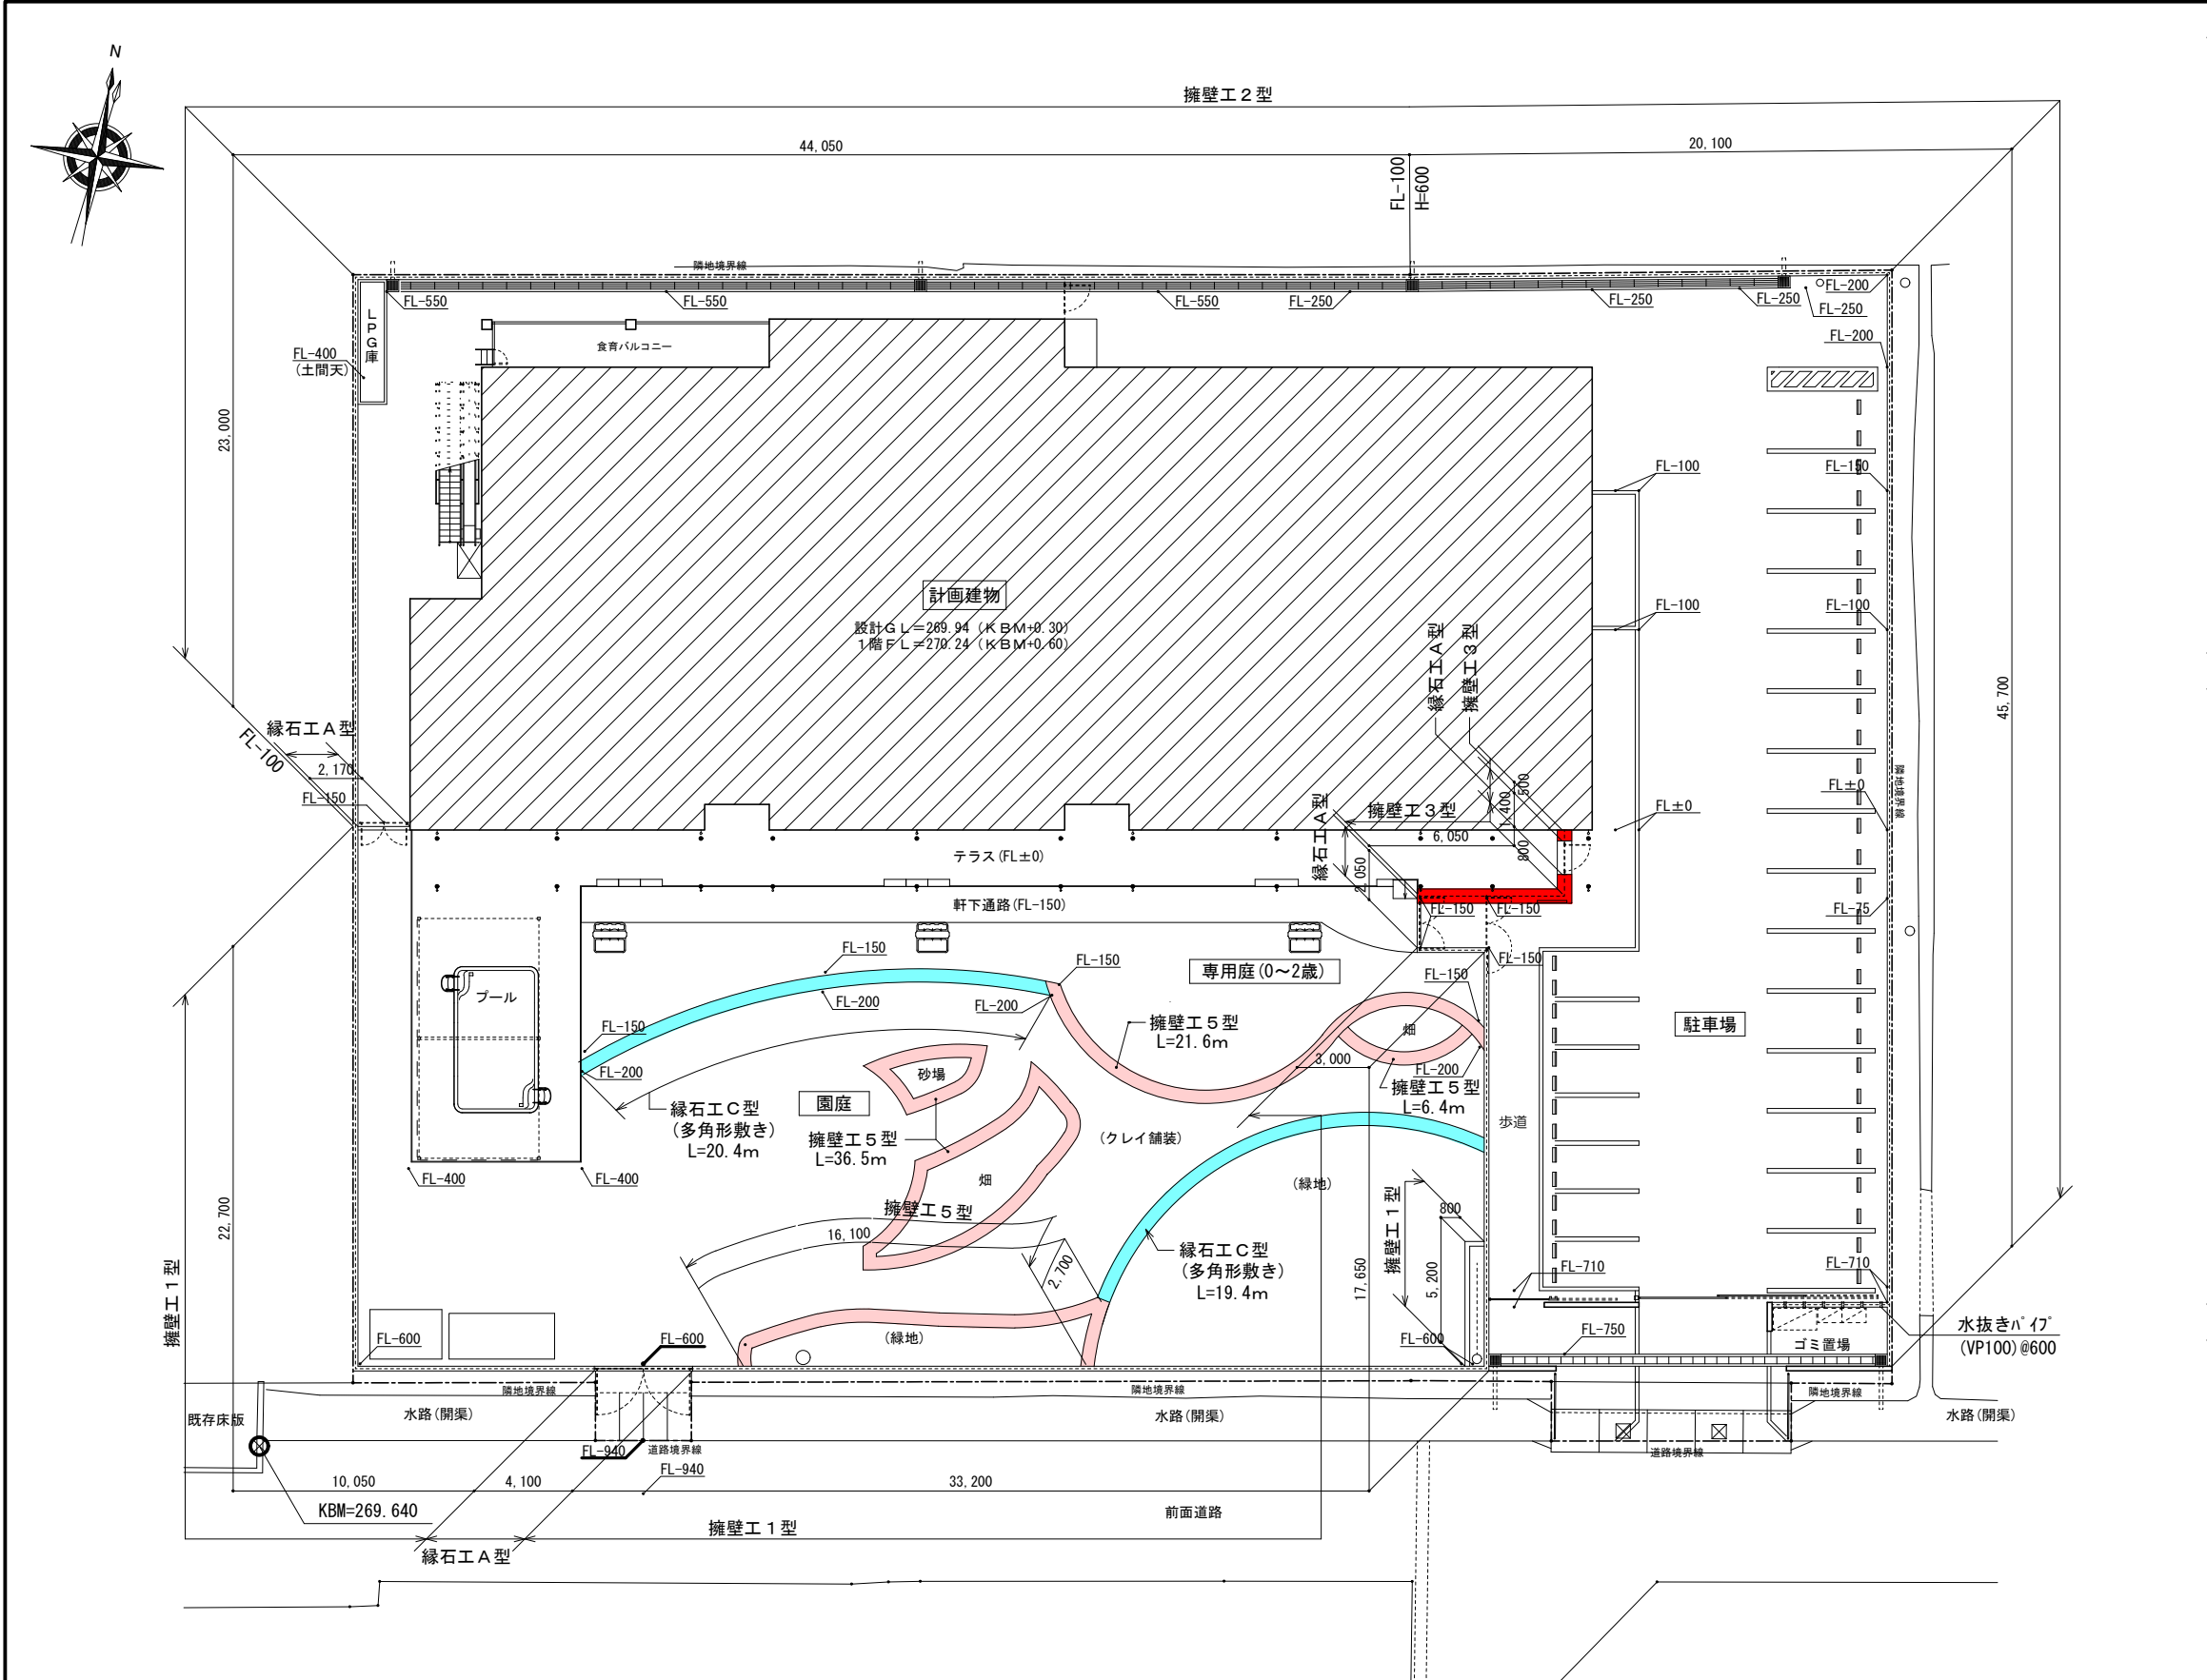 N
擁壁工２型
44,050
20,100
FL-100
H=600
隣地境界線
FL-550
FL-550
FL-550
FL-250
FL-250
FL-250
FL-200
FL-250
FL-200
LPG庫
FL-400
(土間天)
食育バルコニー
23,000
FL-100
FL-150
計画建物
設計ＧＬ＝269.94（ＫＢＭ+0.30）
１階ＦＬ＝270.24（ＫＢＭ+0.60）
FL-100
FL-100
縁石工Ａ型
擁壁工３型
45,700
縁石工Ａ型
FL-100
2,170
FL-150
隣地境界線
FL±0
FL±0
500
1,400
800
擁壁工３型
6,050
縁石工Ａ型
2,050
テラス(FL±0)
軒下通路(FL-150)
FL-150
FL-150
FL-75
FL-150
FL-150
FL-150
FL-150
専用庭(0～2歳)
FL-200
FL-200
プール
FL-150
擁壁工５型
L=21.6m
畑
駐車場
FL-200
砂場
3,000
FL-200
擁壁工５型
L=6.4m
園庭
縁石工Ｃ型
(多角形敷き)
L=20.4m
擁壁工５型
L=36.5m
(クレイ舗装)
歩道
FL-400
FL-400
畑
(緑地)
擁壁工１型
800
22,700
擁壁工５型
16,100
2,700
縁石工Ｃ型
(多角形敷き)
L=19.4m
17,650
5,200
FL-710
FL-710
擁壁工１型
FL-600
FL-600
(緑地)
FL-600
FL-750
ゴミ置場
水抜きﾊﾟｲﾌﾟ
(VP100)@600
隣地境界線
隣地境界線
隣地境界線
既存床版
水路(開渠)
水路(開渠)
水路(開渠)
FL-940
道路境界線
道路境界線
FL-940
10,050
4,100
33,200
KBM=269.640
前面道路
擁壁工１型
縁石工Ａ型